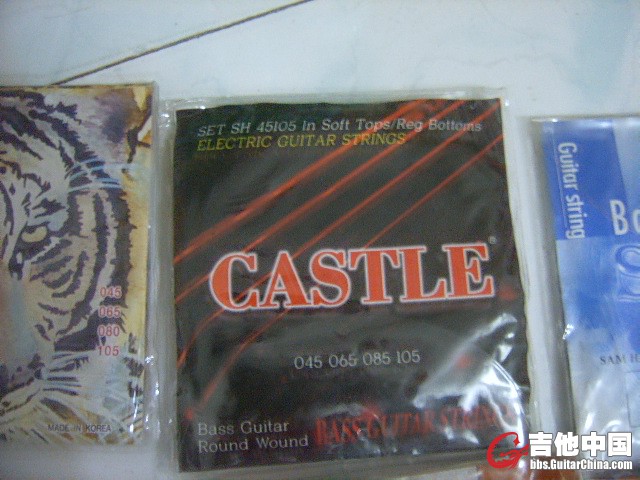 045
065
080
105
MADE IN KOREA
SET SH 45105 In Soft Tops/Reg Bottoms
ELECTRIC GUITAR STRINGS
CASTLE®
045 065 085 105
Bass Guitar
Round Wound
BASS GUITAR STRINGS
Guitar string
SAM
吉他中国
bbs.GuitarChina.com